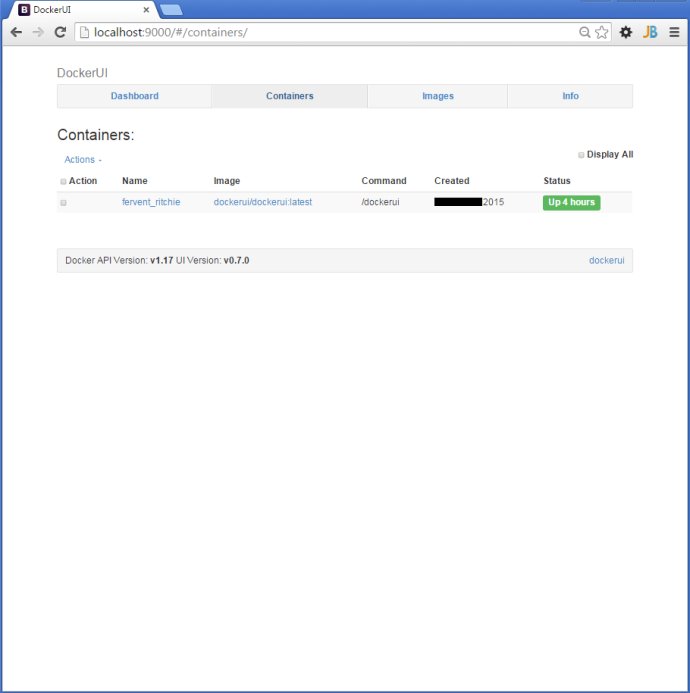 DockerUI
localhost:9000/#/containers/
JB
DockerUI
Dashboard Containers Images Info
Containers:
Actions
Display All
Action Name Image Command Created Status
fervent_ritchie dockerui/dockerui:latest /dockerui 2015 Up 4 hours
Docker API Version: v1.17 UI Version: v0.7.0 dockerui